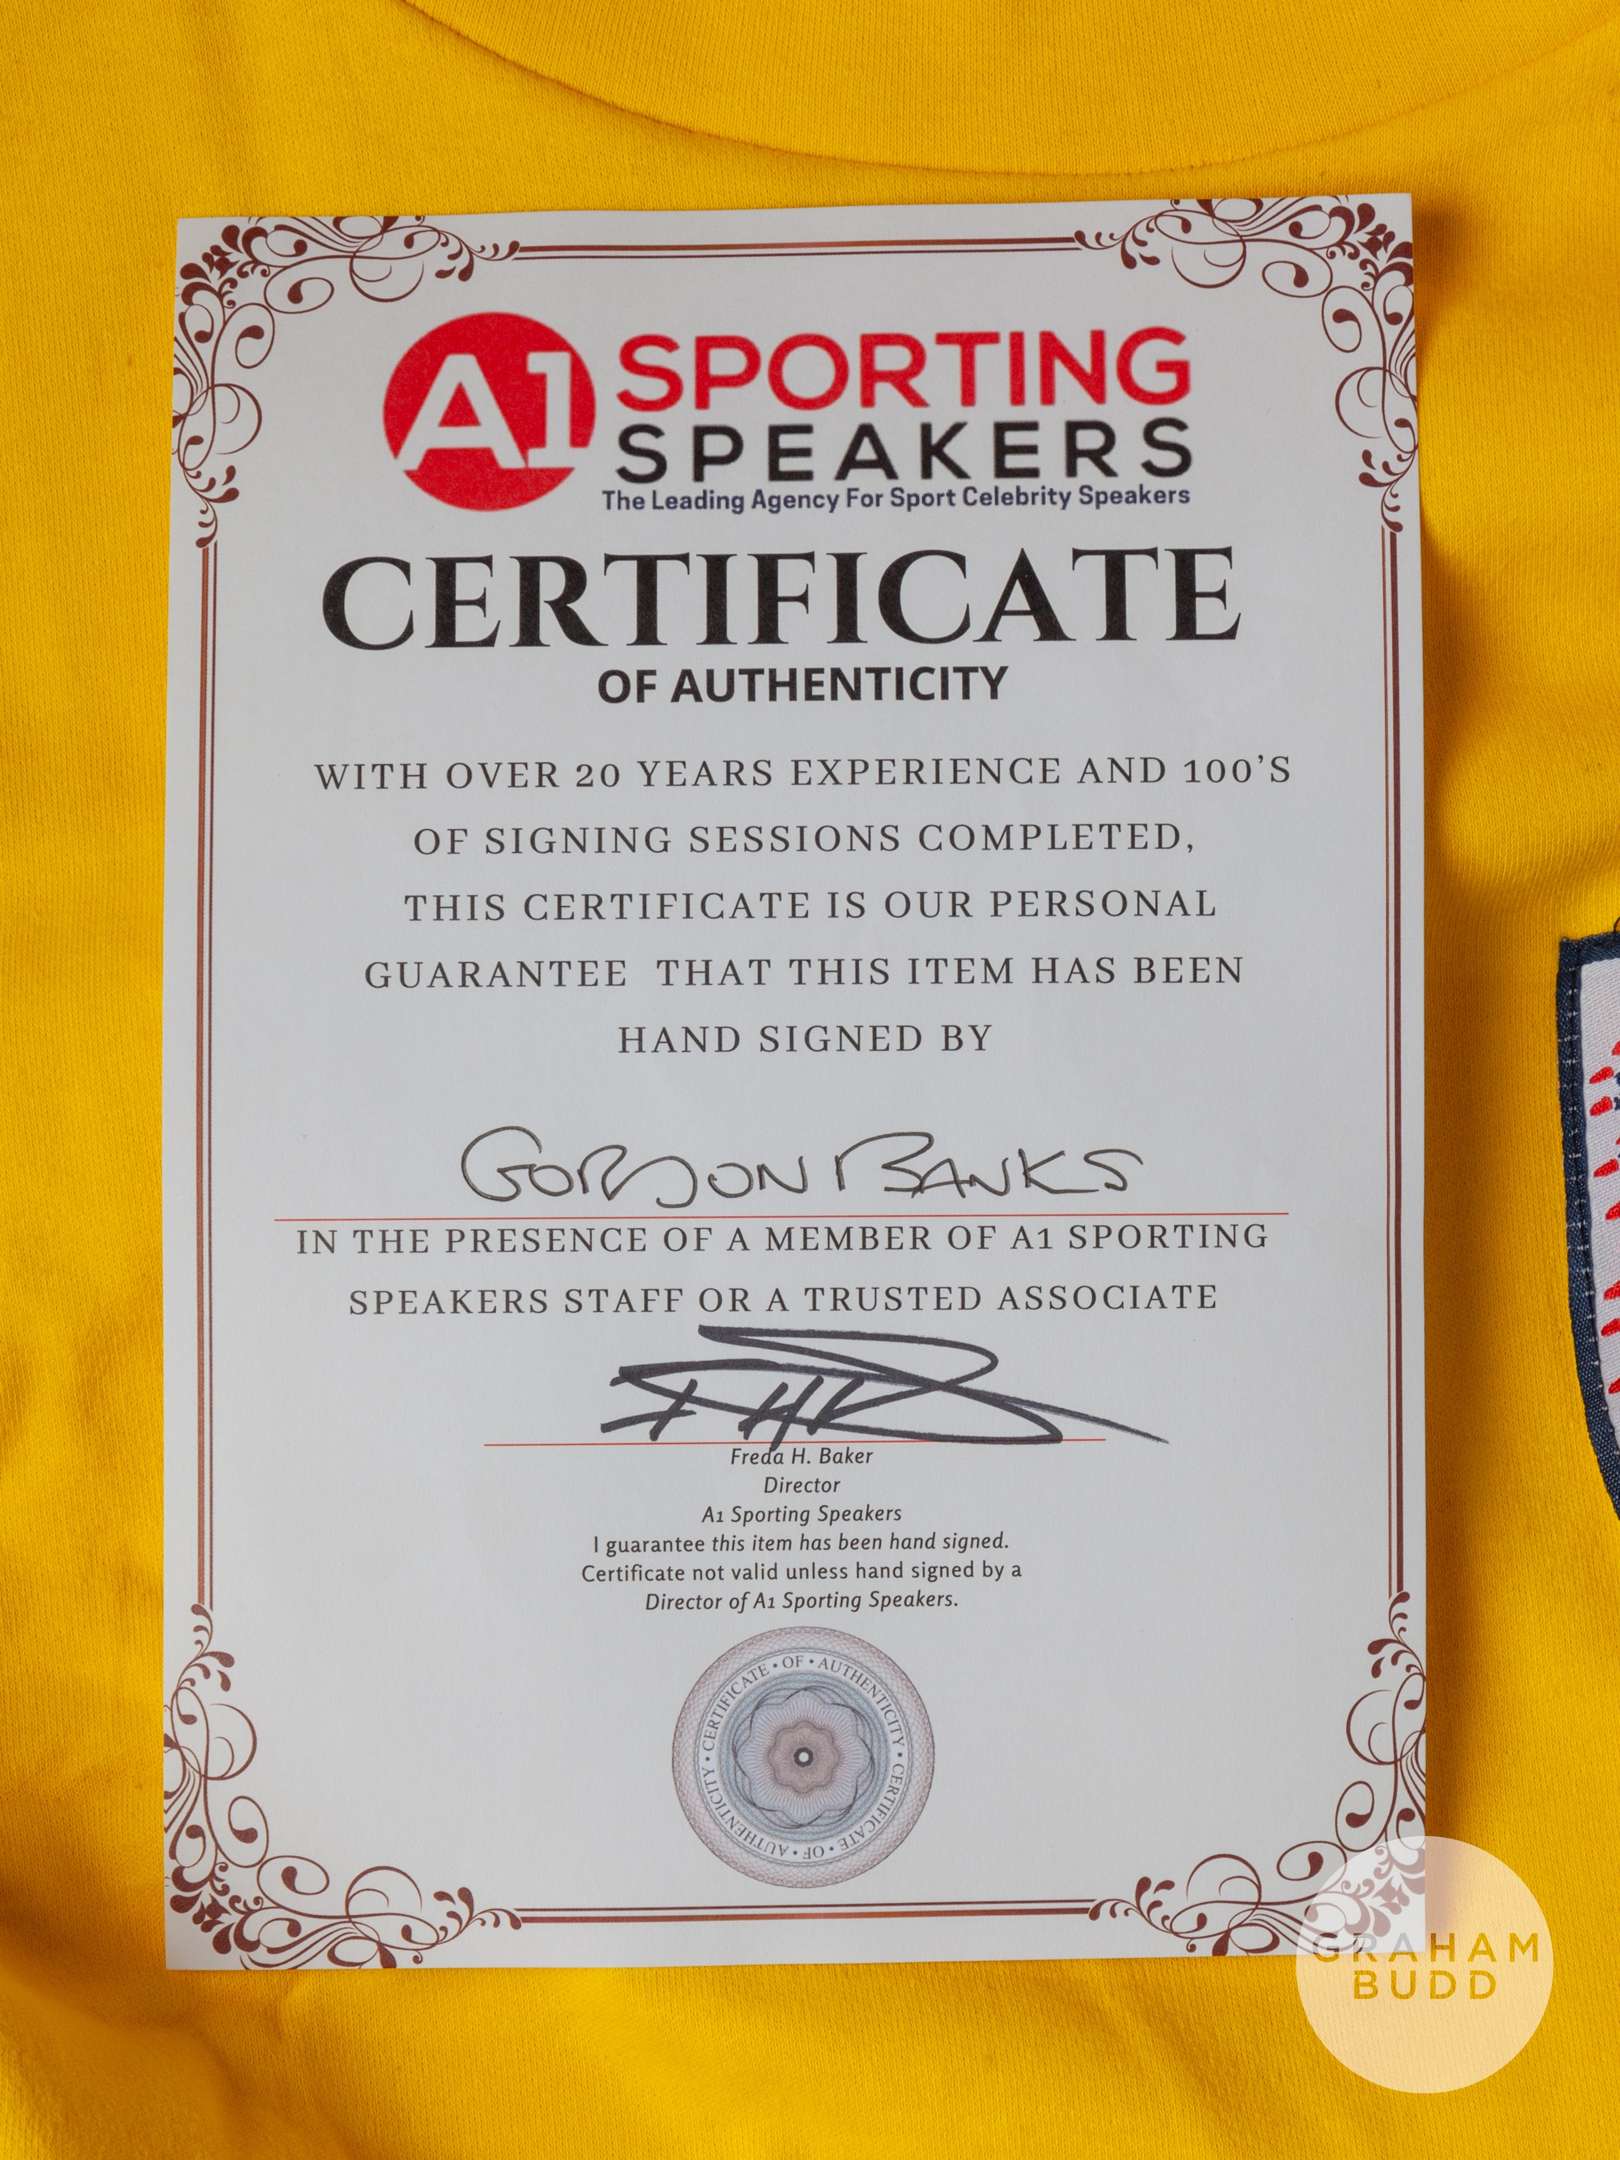 A1 SPORTING
SPEAKERS
The Leading Agency For Sport Celebrity Speakers
CERTIFICATE
OF AUTHENTICITY
WITH OVER 20 YEARS EXPERIENCE AND 100'S
OF SIGNING SESSIONS COMPLETED,
THIS CERTIFICATE IS OUR PERSONAL
GUARANTEE THAT THIS ITEM HAS BEEN
HAND SIGNED BY
GORDON BANKS
IN THE PRESENCE OF A MEMBER OF A1 SPORTING
SPEAKERS STAFF OR A TRUSTED ASSOCIATE
Freda H. Baker
Director
A1 Sporting Speakers
I guarantee this item has been hand signed.
Certificate not valid unless hand signed by a
Director of A1 Sporting Speakers.
CERTIFICATE • OF • AUTHENTICITY • CERTIFICATE • OF • AUTHENTICITY •
GRAHAM
BUDD